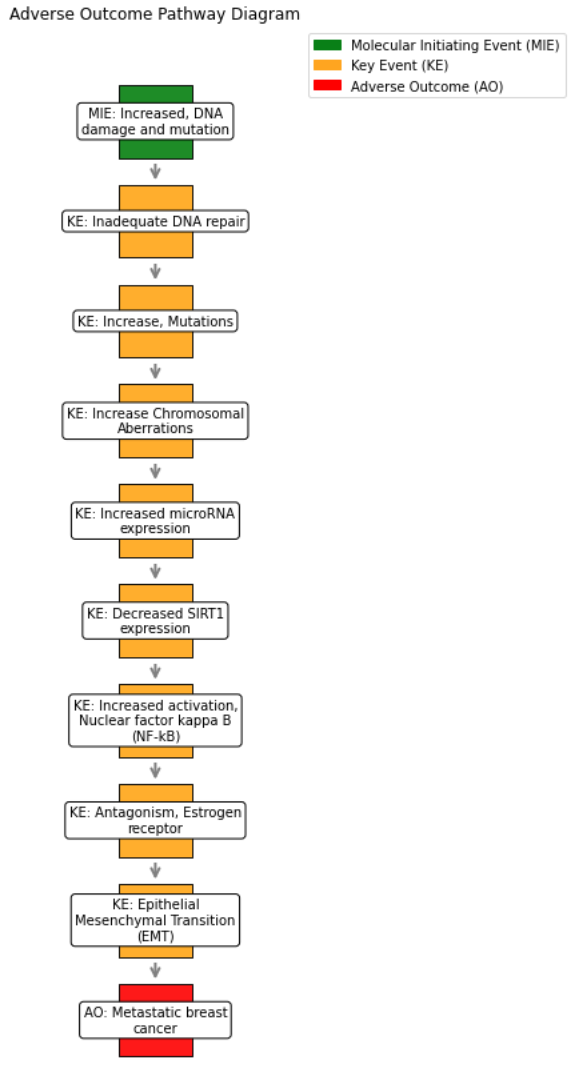 Adverse Outcome Pathway Diagram
Molecular Initiating Event (MIE)
Key Event (KE)
Adverse Outcome (AO)
MIE: Increased, DNA
damage and mutation
KE: Inadequate DNA repair
KE: Increase, Mutations
KE: Increase Chromosomal
Aberrations
KE: Increased microRNA
expression
KE: Decreased SIRT1
expression
KE: Increased activation,
Nuclear factor kappa B
(NF-kB)
KE: Antagonism, Estrogen
receptor
KE: Epithelial
Mesenchymal Transition
(EMT)
AO: Metastatic breast
cancer